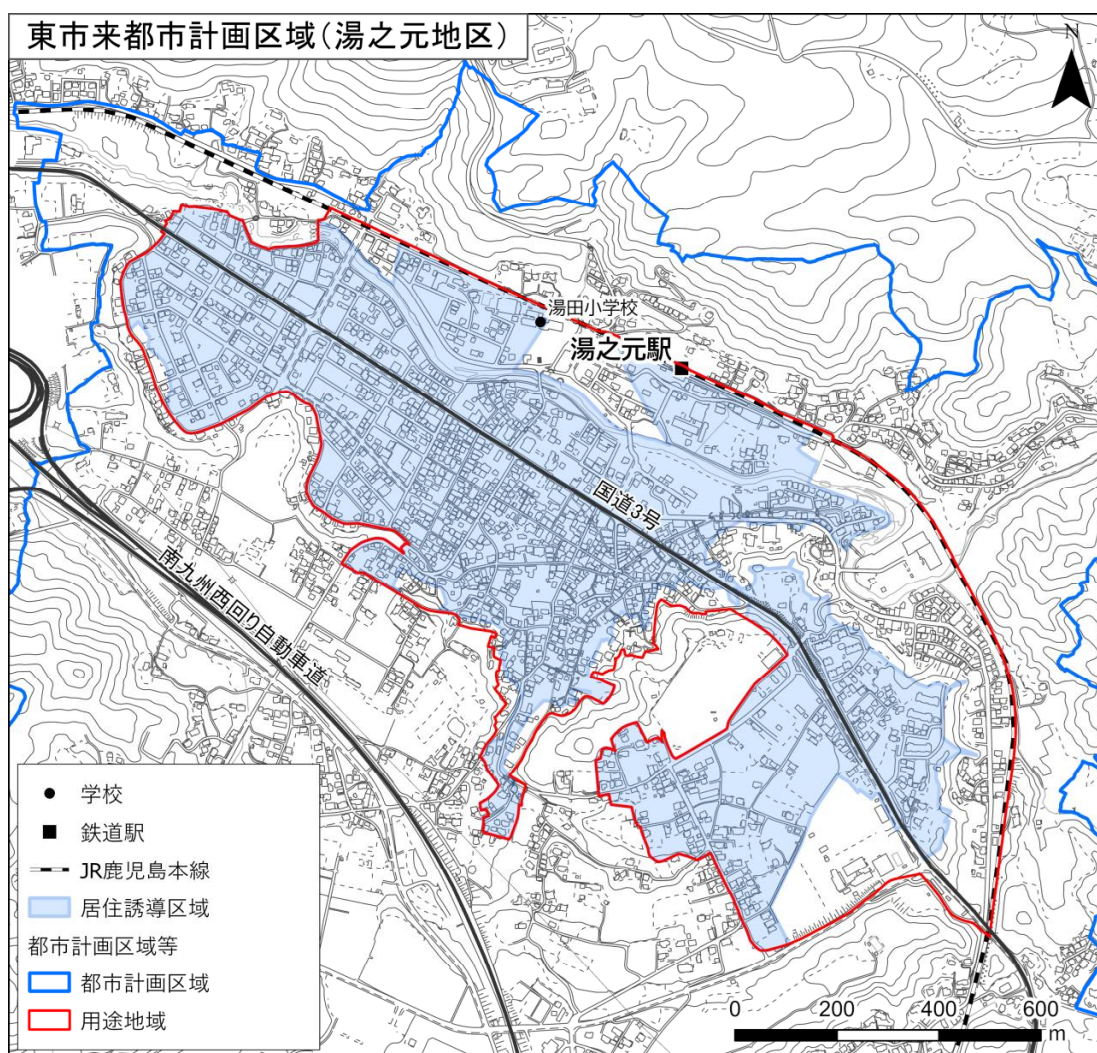 東市来都市計画区域(湯之元地区)
N
湯田小学校
湯之元駅
国道3号
南九州西回り自動車道
学校
鉄道駅
JR鹿児島本線
居住誘導区域
都市計画区域等
都市計画区域
用途地域
0 200 400 600
m